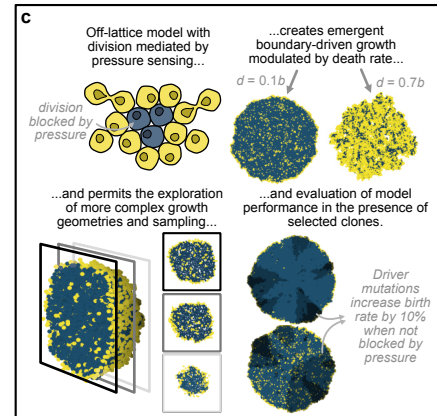 c
Off-lattice model with
division mediated by
pressure sensing...
division
blocked by
pressure
...creates emergent
boundary-driven growth
modulated by death rate...
d = 0.1b
d = 0.7b
...and permits the exploration
of more complex growth
geometries and sampling...
...and evaluation of model
performance in the presence of
selected clones.
Driver
mutations
increase birth
rate by 10%
when not
blocked by
pressure